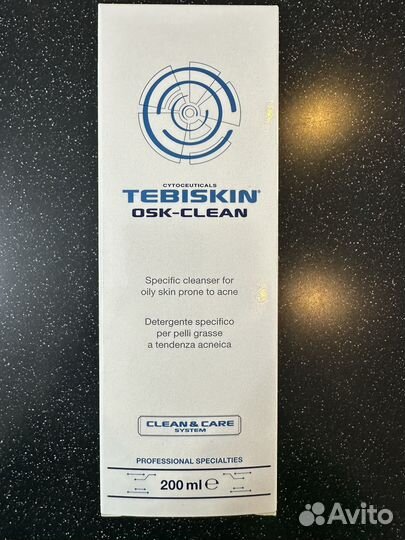 CYTOCEUTICALS
TEBISKIN®
OSK-CLEAN
Specific cleanser for
oily skin prone to acne
Detergente specifico
per pelli grasse
a tendenza acneica
CLEAN & CARE
SYSTEM
PROFESSIONAL SPECIALTIES
200 ml ℮
Avito